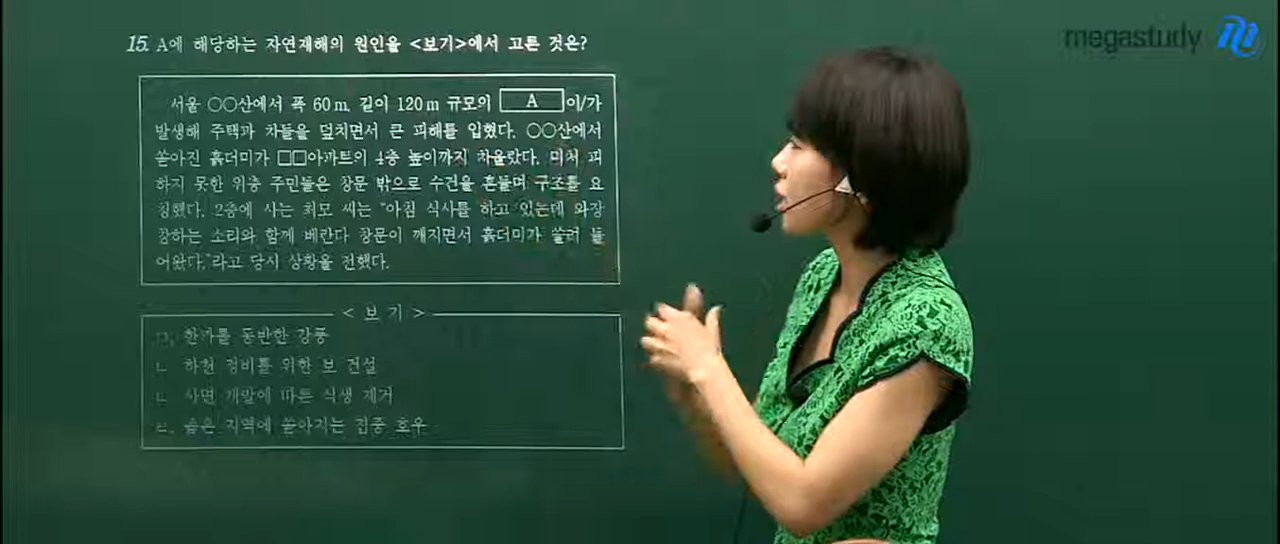 15. A에 해당하는 자연재해의 원인을 <보기>에서 고른 것은?
megastudy
서울 ○○산에서 폭 60m, 길이 120m 규모의 A 이/가
발생해 주택과 차들을 덮치면서 큰 피해를 입혔다. ○○산에서
쏟아진 흙더미가 □□아파트의 4층 높이까지 차올랐다. 미처 피
하지 못한 위층 주민들은 창문 밖으로 수건을 흔들며 구조를 요
청했다. 2층에 사는 최모 씨는 "아침 식사를 하고 있는데 와장
창하는 소리와 함께 베란다 창문이 깨지면서 흙더미가 쓸려 들
어왔다."라고 당시 상황을 전했다.
<보 기>
ㄱ. 한파를 동반한 강풍
ㄴ. 하천 정비를 위한 보 건설
ㄷ. 사면 개발에 따른 식생 제거
ㄹ. 좁은 지역에 쏟아지는 집중 호우